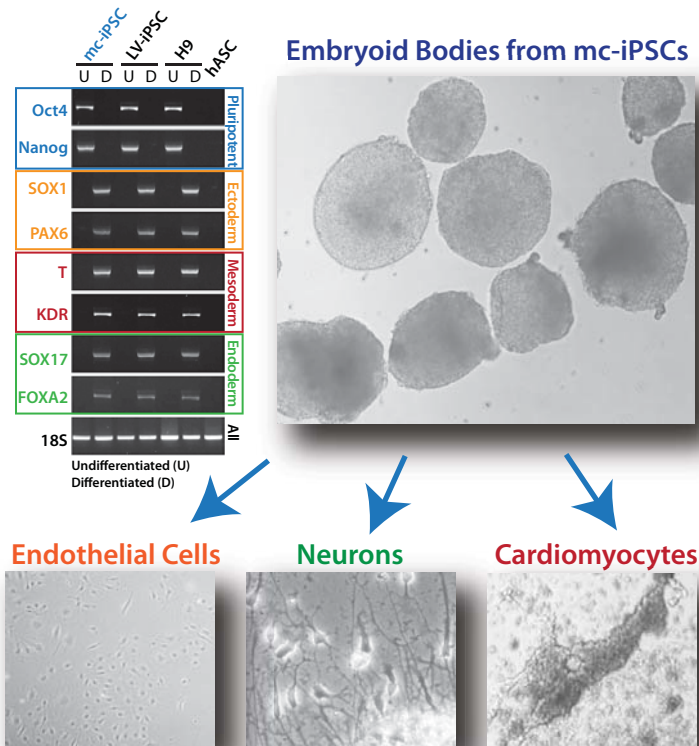 mc-iPSC LV-iPSC H9 hASC
U D U D U D
Embryoid Bodies from mc-iPSCs
Oct4
Nanog
Pluripotent
SOX1
PAX6
Ectoderm
T
KDR
Mesoderm
SOX17
FOXA2
Endoderm
18S
All
Undifferentiated (U)
Differentiated (D)
Endothelial Cells
Neurons
Cardiomyocytes